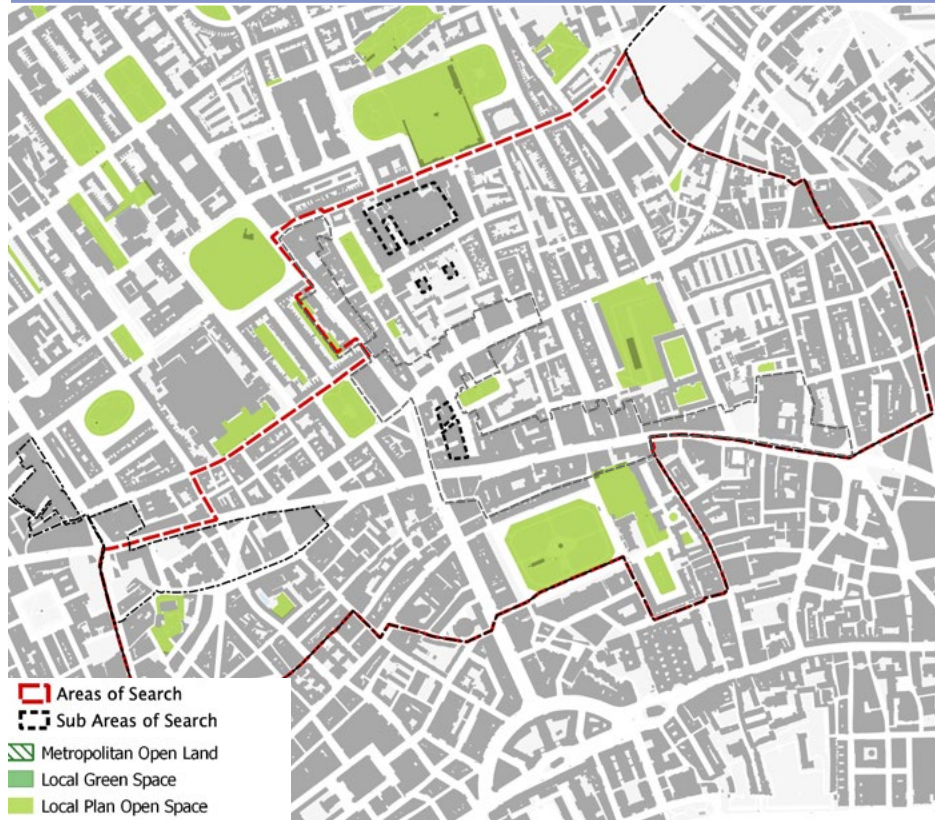 Areas of Search
Sub Areas of Search
Metropolitan Open Land
Local Green Space
Local Plan Open Space